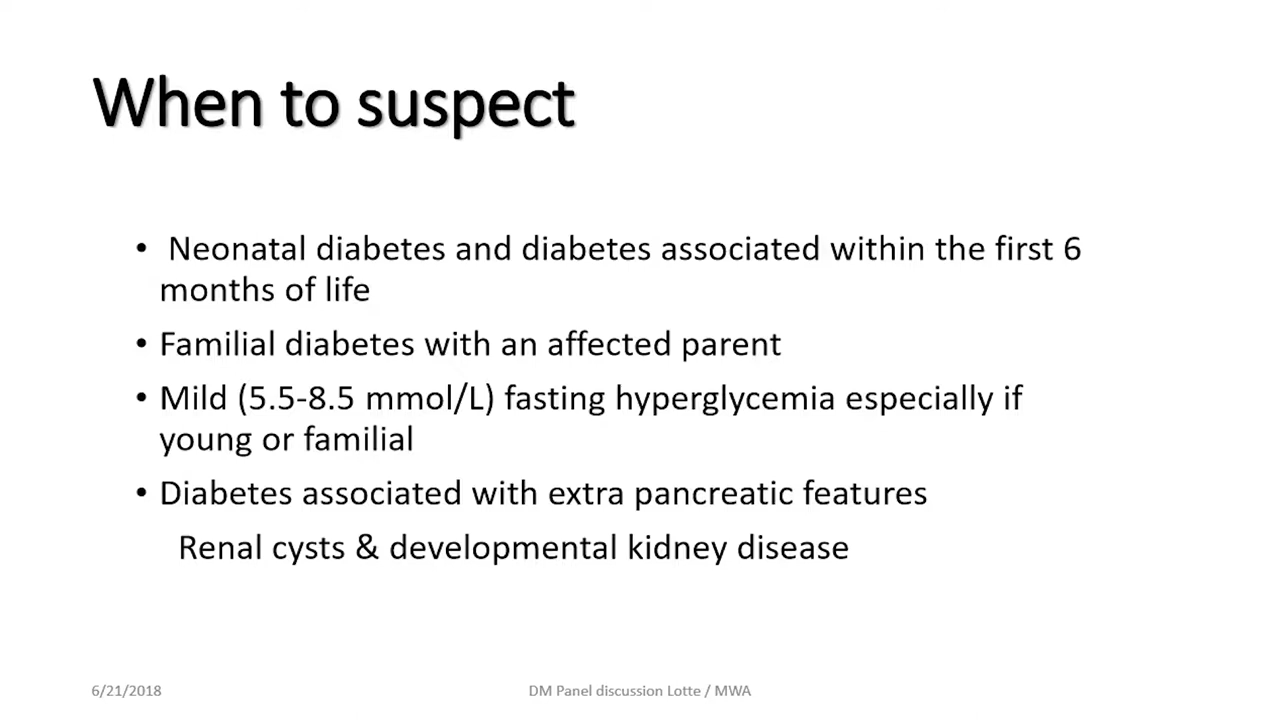 When to suspect
• Neonatal diabetes and diabetes associated within the first 6
months of life
• Familial diabetes with an affected parent
• Mild (5.5-8.5 mmol/L) fasting hyperglycemia especially if
young or familial
• Diabetes associated with extra pancreatic features
Renal cysts & developmental kidney disease
6/21/2018
DM Panel discussion Lotte / MWA